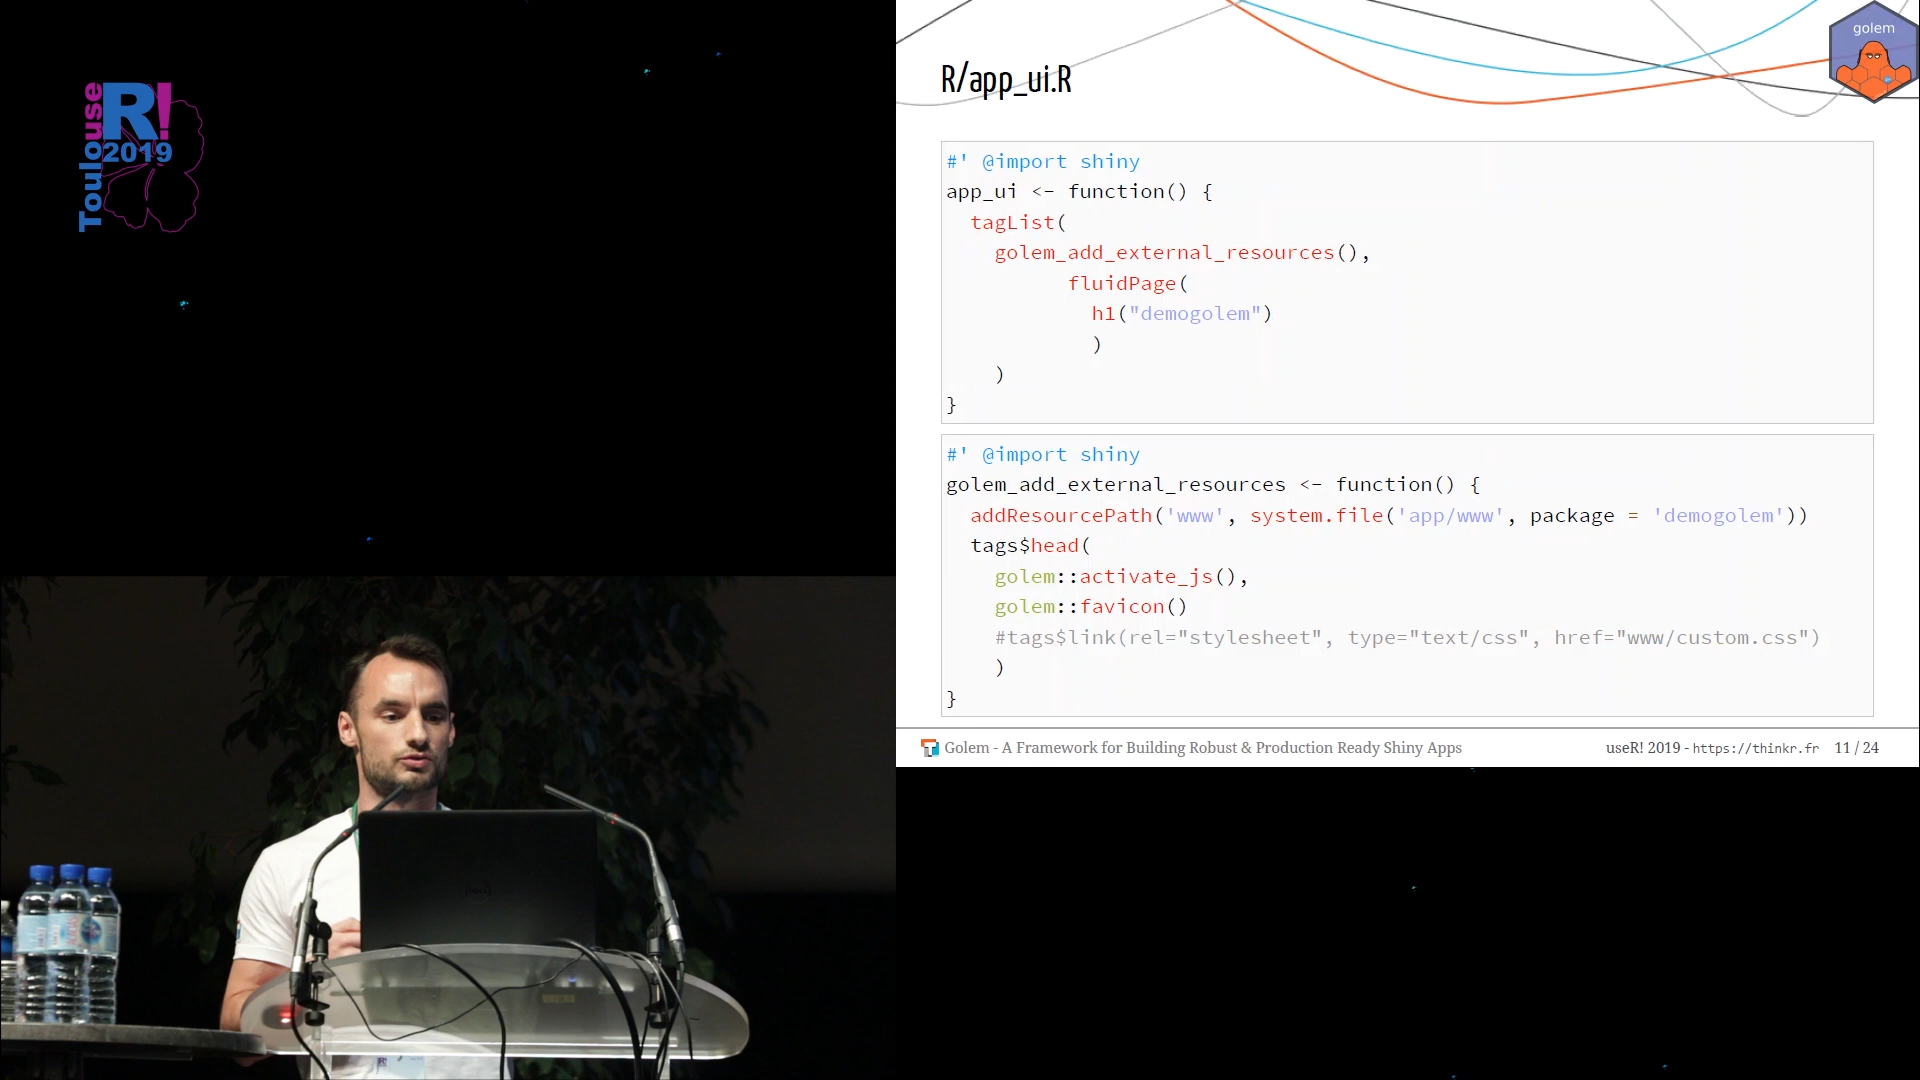 Toulouse
R!
2019
golem
R/app_ui.R
#' @import shiny
app_ui <- function() {
  tagList(
    golem_add_external_resources(),
          fluidPage(
            h1("demogolem")
            )
    )
}
#' @import shiny
golem_add_external_resources <- function() {
  addResourcePath('www', system.file('app/www', package = 'demogolem'))
  tags$head(
    golem::activate_js(),
    golem::favicon()
    #tags$link(rel="stylesheet", type="text/css", href="www/custom.css")
    )
}
Golem - A Framework for Building Robust & Production Ready Shiny Apps
useR! 2019 - https://thinkr.fr 11 / 24